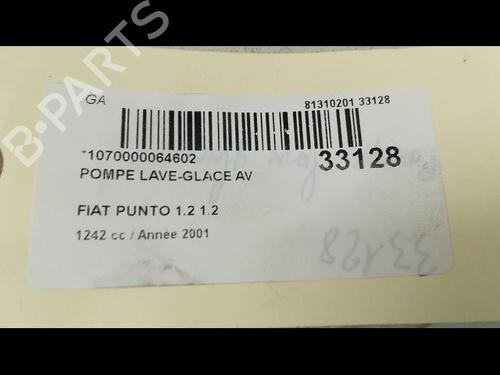 GA
81310201 33128
*1070000064602
33128
POMPE LAVE-GLACE AV
FIAT PUNTO 1.2 1.2
1242 cc / Annee 2001
33128
B-PARTS